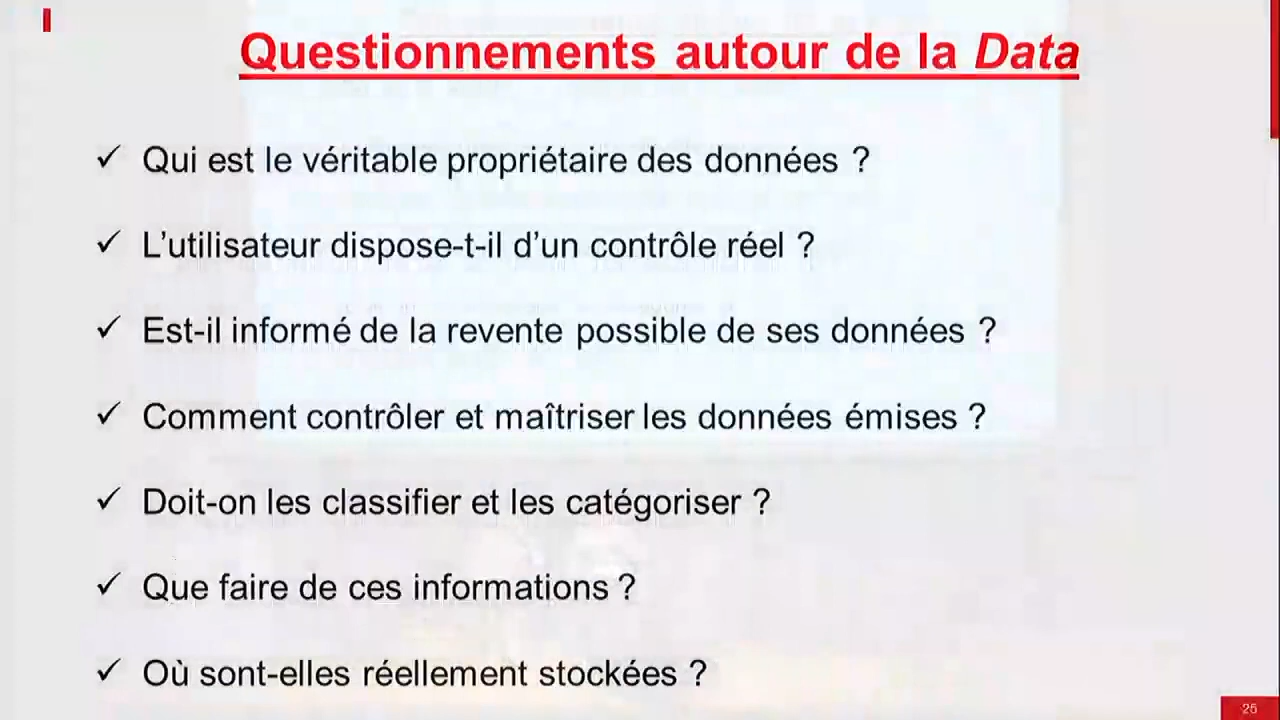 Questionnements autour de la Data
✓ Qui est le véritable propriétaire des données ?
✓ L’utilisateur dispose-t-il d’un contrôle réel ?
✓ Est-il informé de la revente possible de ses données ?
✓ Comment contrôler et maîtriser les données émises ?
✓ Doit-on les classifier et les catégoriser ?
✓ Que faire de ces informations ?
✓ Où sont-elles réellement stockées ?
25